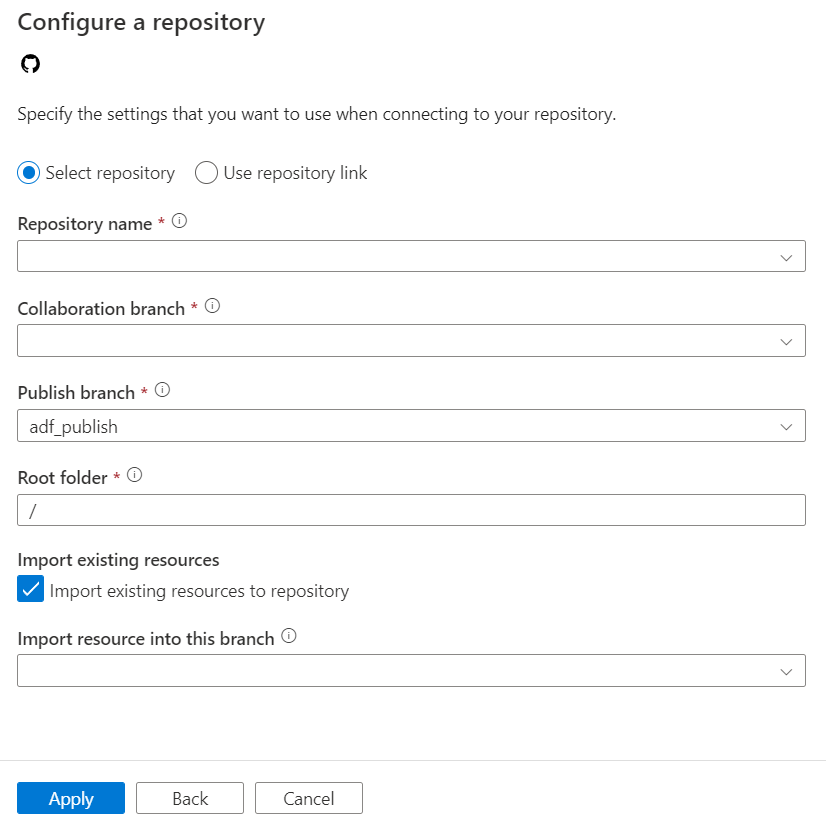 Configure a repository
Specify the settings that you want to use when connecting to your repository.
Select repository Use repository link
Repository name *
Collaboration branch *
Publish branch *
adf_publish
Root folder *
/
Import existing resources
Import existing resources to repository
Import resource into this branch
Apply Back Cancel